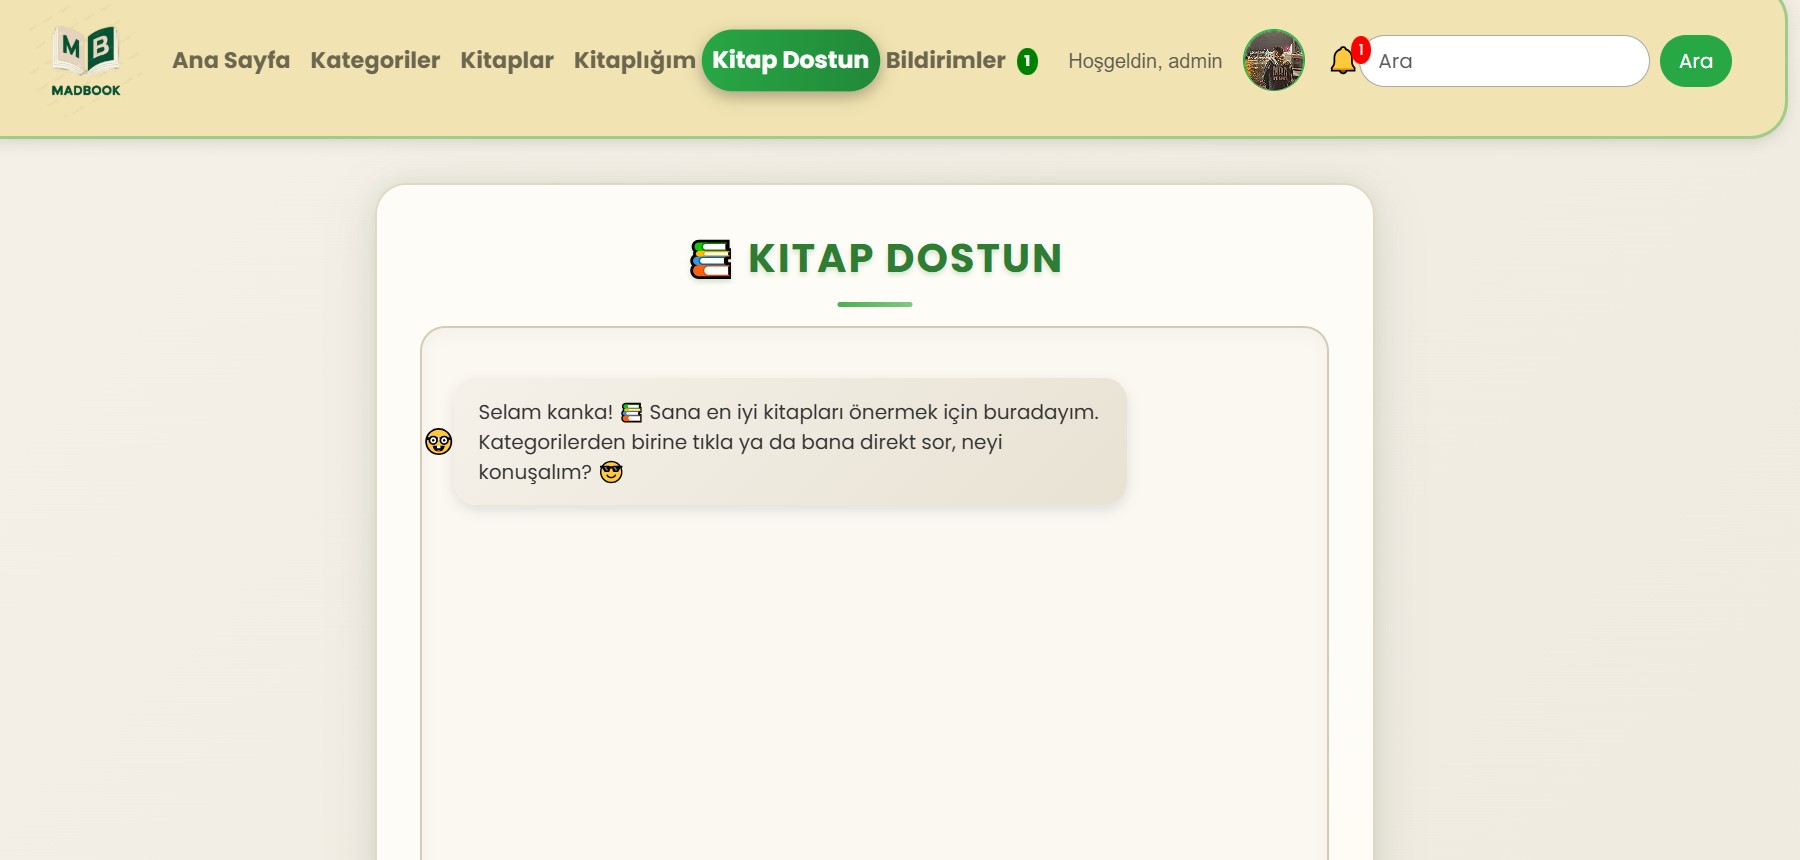 M B
MADBOOK
Ana Sayfa Kategoriler Kitaplar Kitaplığım Kitap Dostun Bildirimler 1 Hoşgeldin, admin 1 Ara Ara
📚 KITAP DOSTUN
Selam kanka! 📚 Sana en iyi kitapları önermek için buradayım.
Kategorilerden birine tıkla ya da bana direkt sor, neyi
konuşalım? 😎